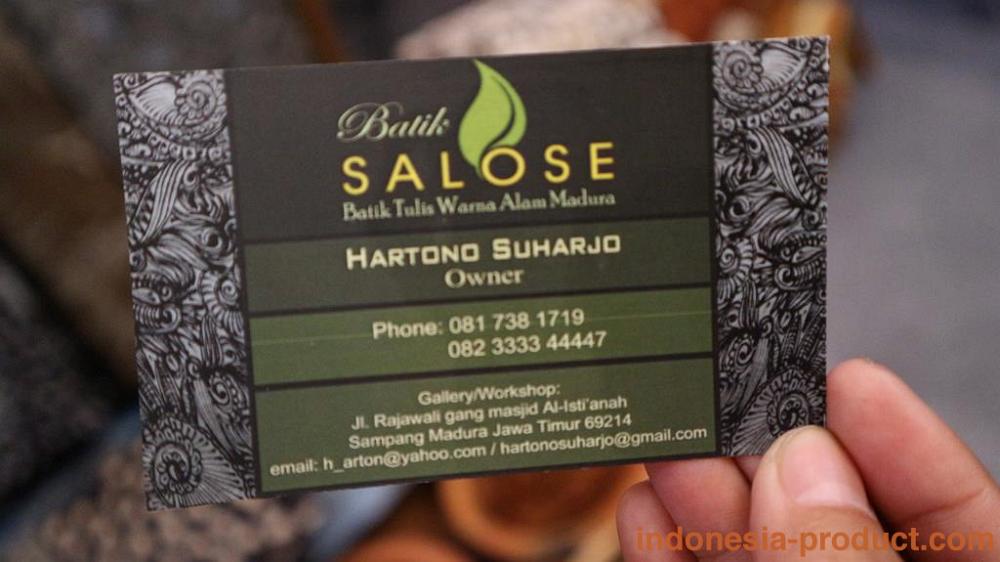 Batik
SALOSE
Batik Tulis Warna Alam Madura
HARTONO SUHARJO
Owner
Phone: 081 738 1719
082 3333 44447
Gallery/Workshop:
Jl. Rajawali gang masjid Al-Isti'anah
Sampang Madura Jawa Timur 69214
email: h_arton@yahoo.com / hartonosuharjo@gmail.com
indonesia-product.com